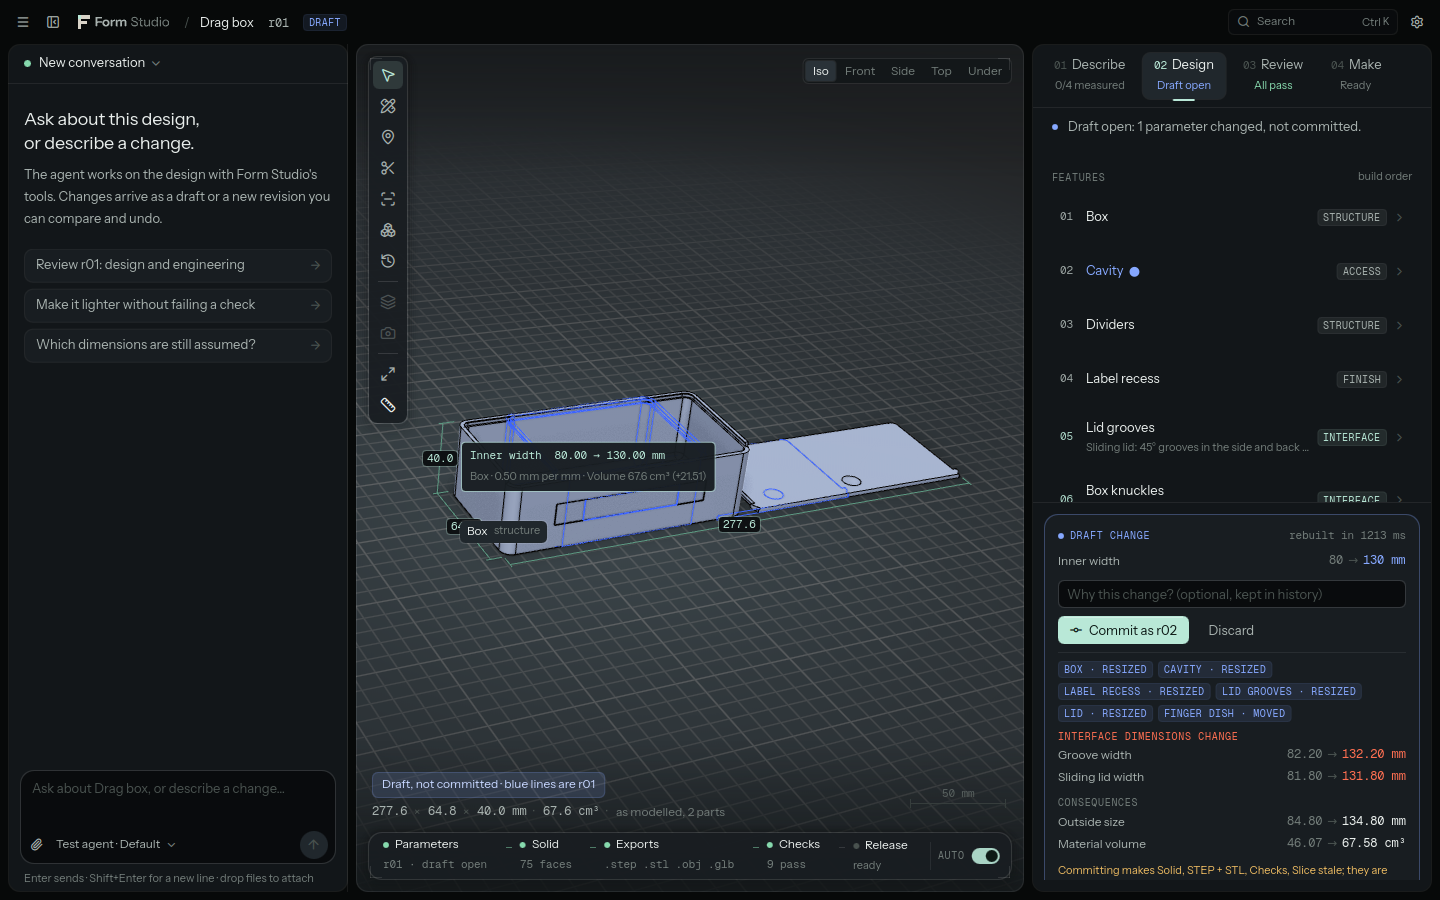 Form Studio / Drag box r01 DRAFT
Search Ctrl K
New conversation
Ask about this design,
or describe a change.
The agent works on the design with Form Studio's
tools. Changes arrive as a draft or a new revision you
can compare and undo.
Review r01: design and engineering
Make it lighter without failing a check
Which dimensions are still assumed?
Ask about Drag box, or describe a change...
Test agent · Default
Enter sends · Shift+Enter for a new line · drop files to attach
Iso Front Side Top Under
40.0
Inner width 80.00 → 130.00 mm
Box · 0.50 mm per mm · Volume 67.6 cm³ (+21.51)
64
Box structure
277.6
Draft, not committed · blue lines are r01
277.6 × 64.8 × 40.0 mm · 67.6 cm³ · as modelled, 2 parts
50 mm
Parameters
r01 · draft open
Solid
75 faces
Exports
.step .stl .obj .glb
Checks
9 pass
Release
ready
AUTO
01 Describe
0/4 measured
02 Design
Draft open
03 Review
All pass
04 Make
Ready
Draft open: 1 parameter changed, not committed.
FEATURES build order
01 Box STRUCTURE
02 Cavity ACCESS
03 Dividers STRUCTURE
04 Label recess FINISH
05 Lid grooves INTERFACE
Sliding lid: 45° grooves in the side and back ...
06 Box knuckles INTERFACE
DRAFT CHANGE rebuilt in 1213 ms
Inner width 80 → 130 mm
Why this change? (optional, kept in history)
Commit as r02 Discard
BOX · RESIZED CAVITY · RESIZED
LABEL RECESS · RESIZED LID GROOVES · RESIZED
LID · RESIZED FINGER DISH · MOVED
INTERFACE DIMENSIONS CHANGE
Groove width 82.20 → 132.20 mm
Sliding lid width 81.80 → 131.80 mm
CONSEQUENCES
Outside size 84.80 → 134.80 mm
Material volume 46.07 → 67.58 cm³
Committing makes Solid, STEP + STL, Checks, Slice stale; they are